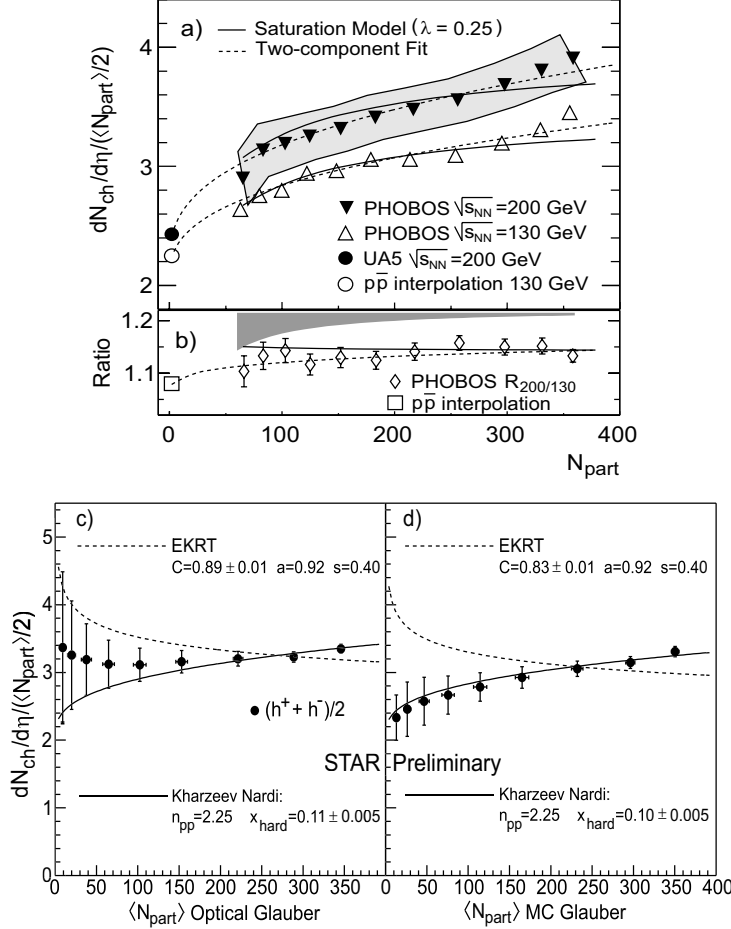 a)
Saturation Model (λ = 0.25)
Two-component Fit
4
3
2
dN_ch/dη/(⟨N_part⟩/2)
PHOBOS √s_NN =200 GeV
PHOBOS √s_NN =130 GeV
UA5 √s_NN =200 GeV
pp̅ interpolation 130 GeV
1.2
1.1
Ratio
b)
PHOBOS R_200/130
pp̅ interpolation
0 100 200 300 400
N_part
c)
EKRT
C=0.89 ± 0.01 a=0.92 s=0.40
5
4
3
2
1
0
dN_ch/dη/(⟨N_part⟩/2)
(h⁺ + h⁻)/2
STAR Preliminary
Kharzeev Nardi:
n_pp=2.25 x_hard=0.11 ± 0.005
0 50 100 150 200 250 300 350
⟨N_part⟩ Optical Glauber
d)
EKRT
C=0.83 ± 0.01 a=0.92 s=0.40
Kharzeev Nardi:
n_pp=2.25 x_hard=0.10 ± 0.005
0 50 100 150 200 250 300 350 400
⟨N_part⟩ MC Glauber